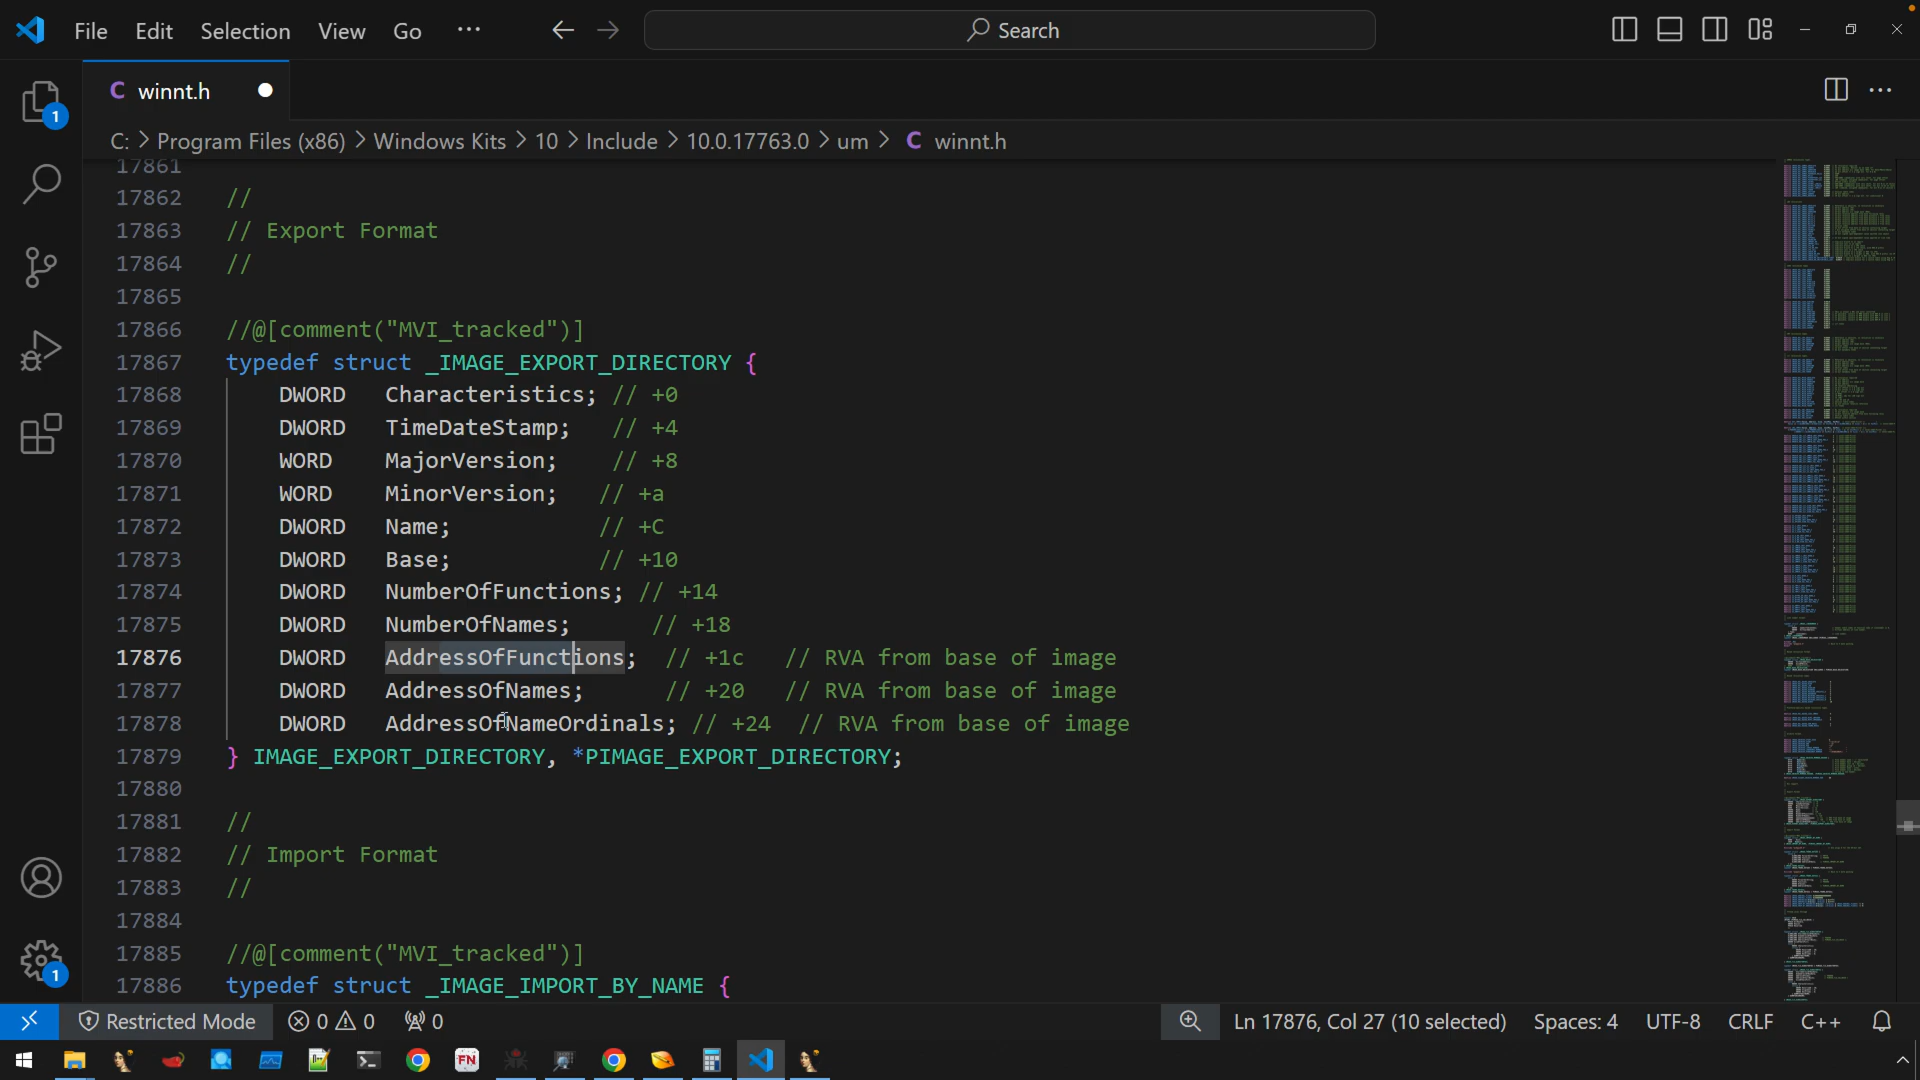 File Edit Selection View Go ··· Search
C winnt.h
C: > Program Files (x86) > Windows Kits > 10 > Include > 10.0.17763.0 > um > C winnt.h
17861
17862 //
17863 // Export Format
17864 //
17865
17866 //@[comment("MVI_tracked")]
17867 typedef struct _IMAGE_EXPORT_DIRECTORY {
17868 DWORD Characteristics; // +0
17869 DWORD TimeDateStamp; // +4
17870 WORD MajorVersion; // +8
17871 WORD MinorVersion; // +a
17872 DWORD Name; // +C
17873 DWORD Base; // +10
17874 DWORD NumberOfFunctions; // +14
17875 DWORD NumberOfNames; // +18
17876 DWORD AddressOfFunctions; // +1c // RVA from base of image
17877 DWORD AddressOfNames; // +20 // RVA from base of image
17878 DWORD AddressOfNameOrdinals; // +24 // RVA from base of image
17879 } IMAGE_EXPORT_DIRECTORY, *PIMAGE_EXPORT_DIRECTORY;
17880
17881 //
17882 // Import Format
17883 //
17884
17885 //@[comment("MVI_tracked")]
17886 typedef struct _IMAGE_IMPORT_BY_NAME {
1
1
Restricted Mode 0 0 0 Ln 17876, Col 27 (10 selected) Spaces: 4 UTF-8 CRLF C++
FN